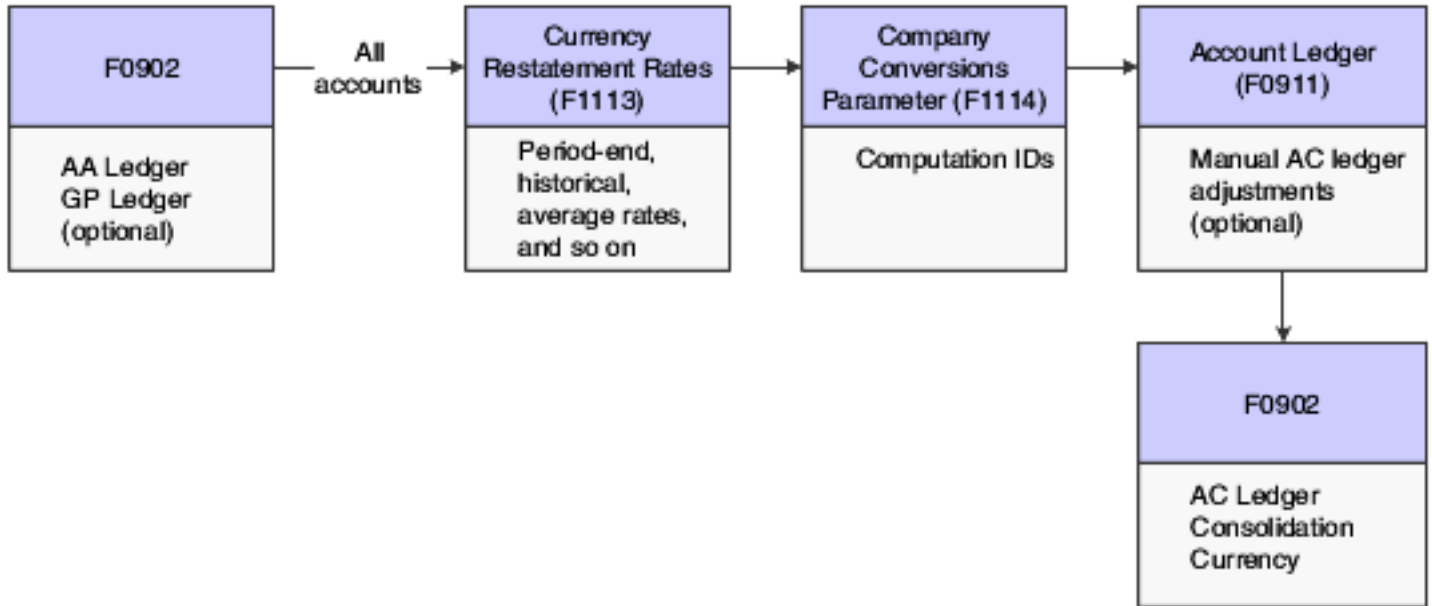 F0902
AA Ledger
GP Ledger
(optional)
All
accounts
Currency
Restatement Rates
(F1113)
Period-end,
historical,
average rates,
and so on
Company
Conversions
Parameter (F1114)
Computation IDs
Account Ledger
(F0911)
Manual AC ledger
adjustments
(optional)
F0902
AC Ledger
Consolidation
Currency